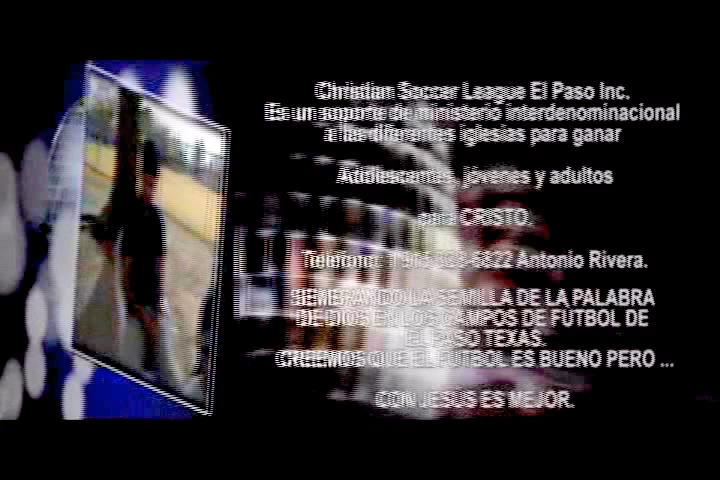 Christian Soccer League El Paso Inc.
Es un soporte de ministerio interdenominacional
a las diferentes iglesias para ganar
Adolescentes, jóvenes y adultos
para CRISTO.
Teléfono: 6822 Antonio Rivera.
SEMBRANDO LA SEMILLA DE LA PALABRA
DE DIOS EN LOS CAMPOS DE FUTBOL DE
EL PASO TEXAS.
CREEMOS QUE EL FUTBOL ES BUENO PERO ...
CON JESUS ES MEJOR.